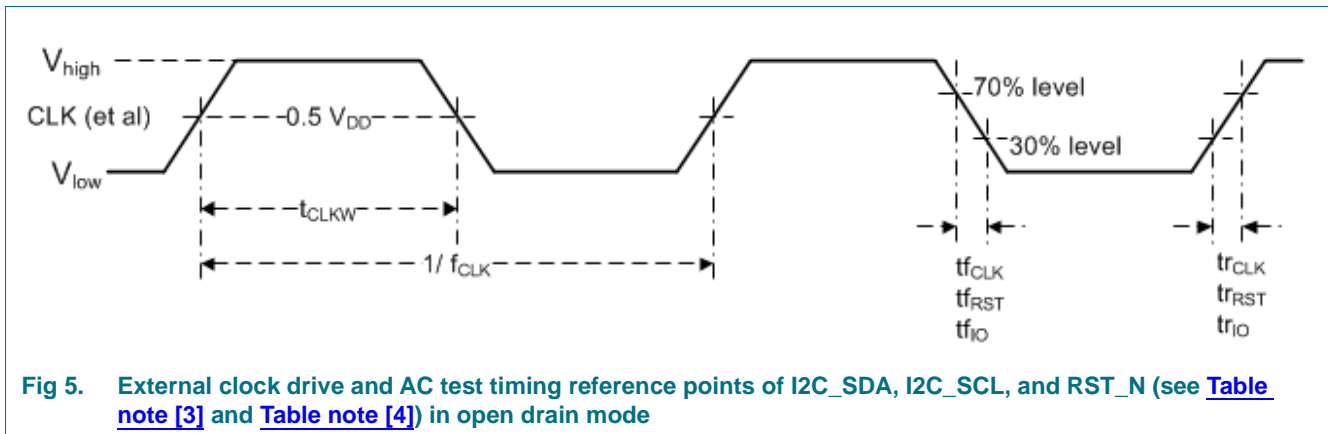 V_high
CLK (et al)
0.5 V_DD
V_low
t_CLKW
1/ f_CLK
70% level
30% level
tf_CLK
tf_RST
tf_IO
tr_CLK
tr_RST
tr_IO
Fig 5. External clock drive and AC test timing reference points of I2C_SDA, I2C_SCL, and RST_N (see Table
note [3] and Table note [4]) in open drain mode